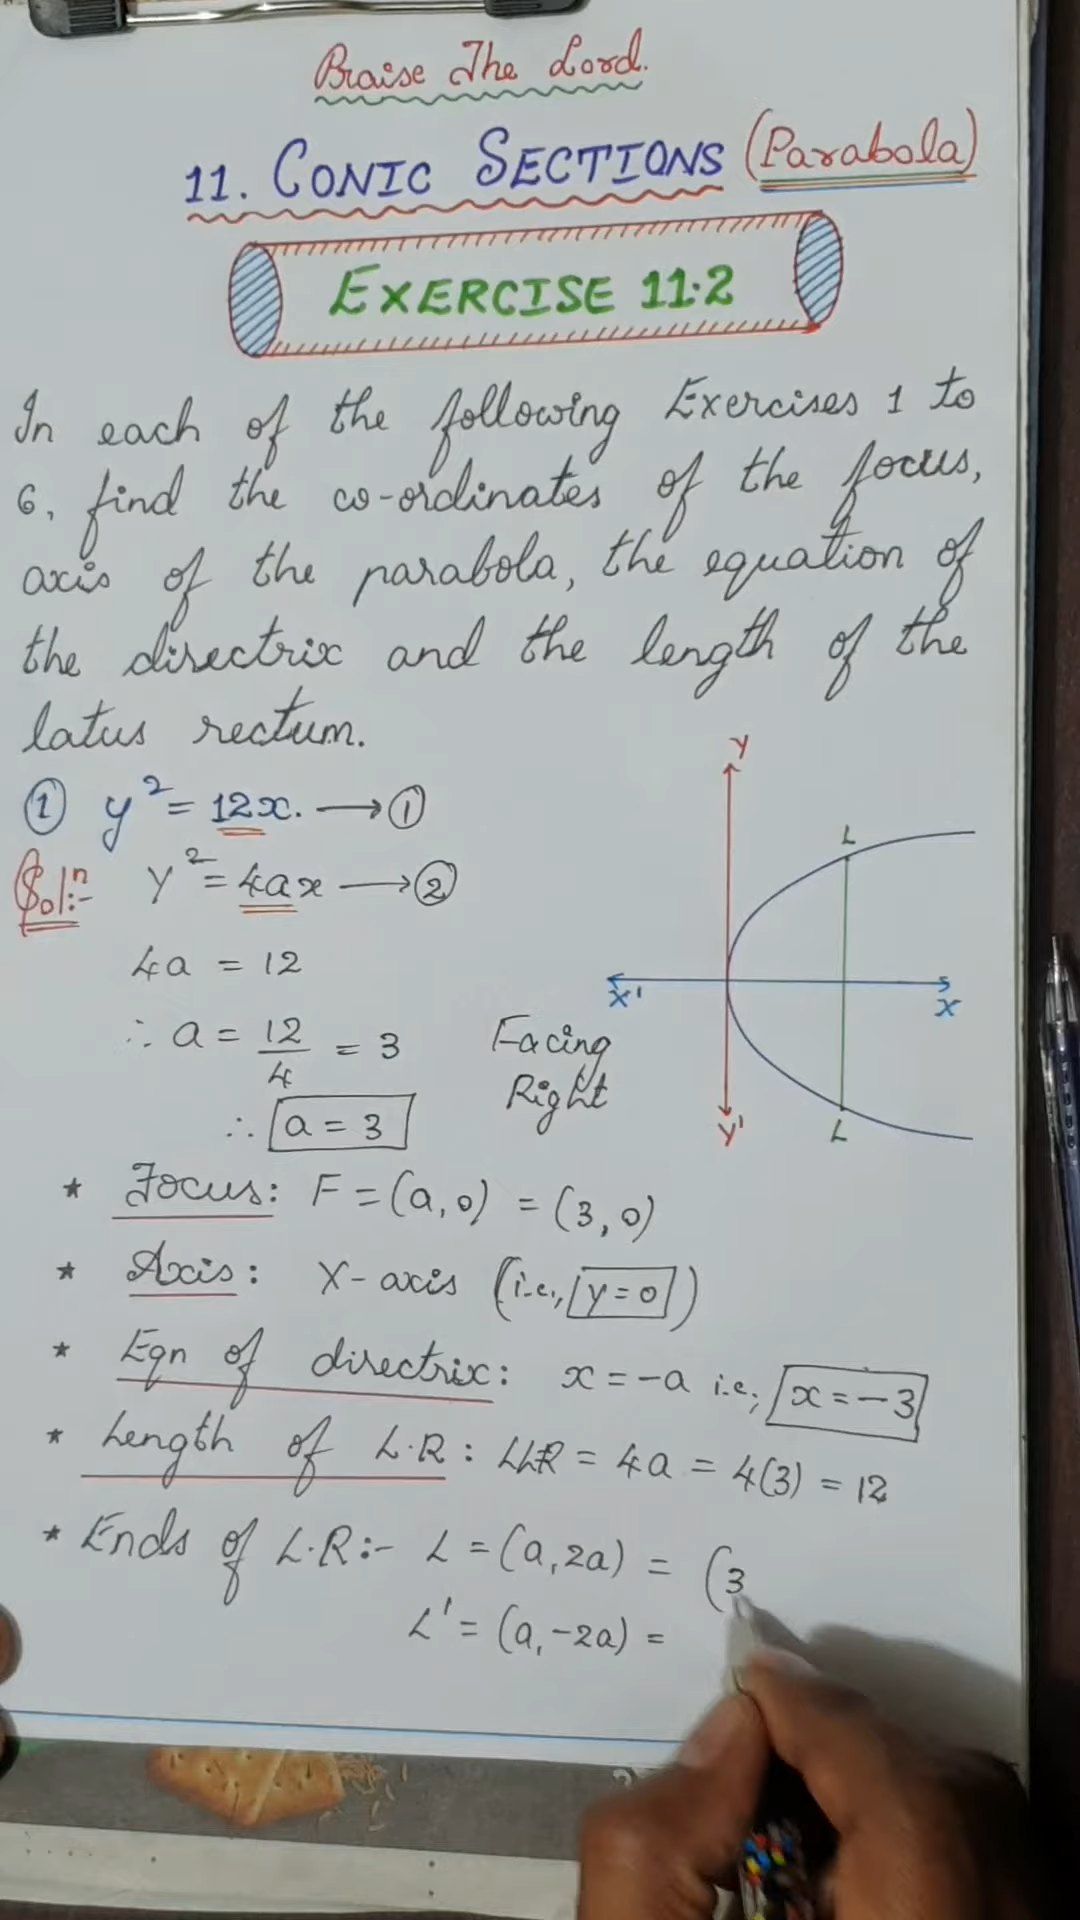 Praise The Lord.
11. CONIC SECTIONS (Parabola)
EXERCISE 11.2
In each of the following Exercises 1 to
6, find the co-ordinates of the focus,
axis of the parabola, the equation of
the directrix and the length of the
latus rectum.
① y² = 12x. ⟶ ①
Solⁿ:- Y² = 4ax ⟶ ②
4a = 12
∴ a = 12/4 = 3
∴ a = 3
Facing
Right
Y
L
X' X
Y' L
* Focus: F = (a, 0) = (3, 0)
* Axis: X-axis (i.e., y = 0)
* Eqn of directrix: x = -a i.e; x = -3
* Length of L.R: LLR = 4a = 4(3) = 12
* Ends of L.R:- L = (a, 2a) = (3
L' = (a, -2a) =